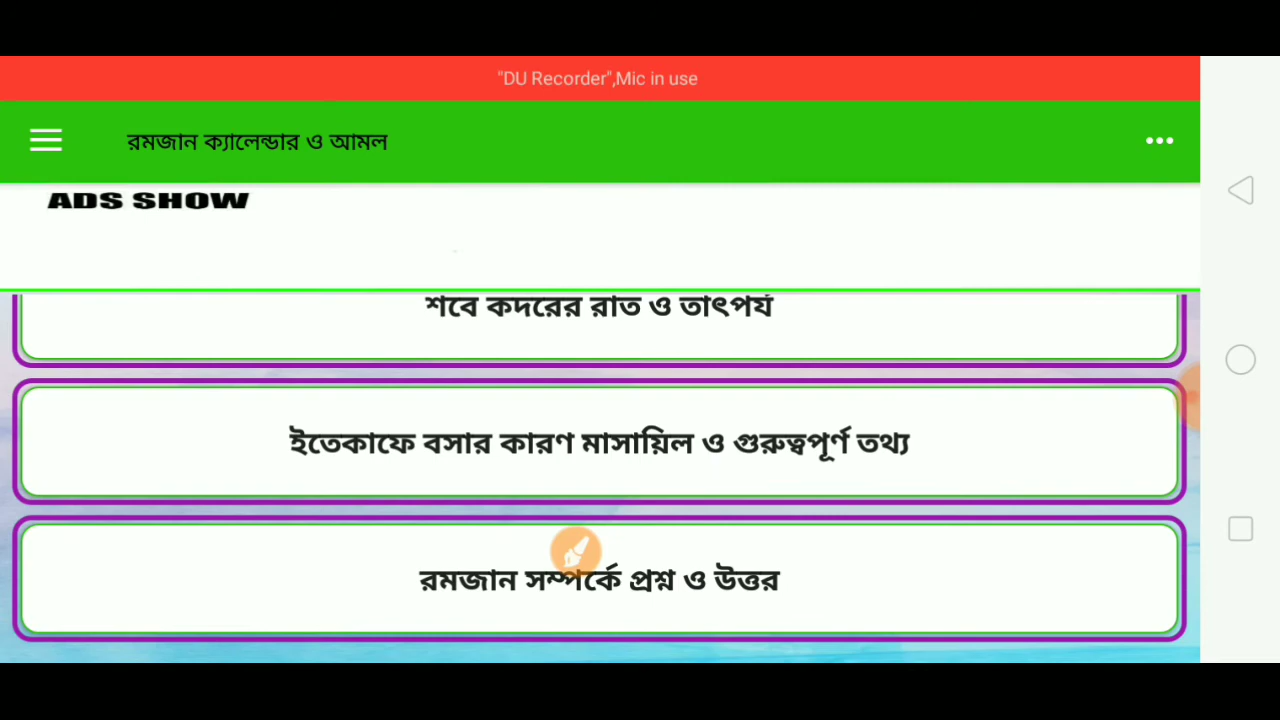 "DU Recorder",Mic in use
রমজান ক্যালেন্ডার ও আমল
ADS SHOW
শবে কদরের রাত ও তাৎপর্য
ইতেকাফে বসার কারণ মাসায়িল ও গুরুত্বপূর্ণ তথ্য
রমজান সম্পর্কে প্রশ্ন ও উত্তর